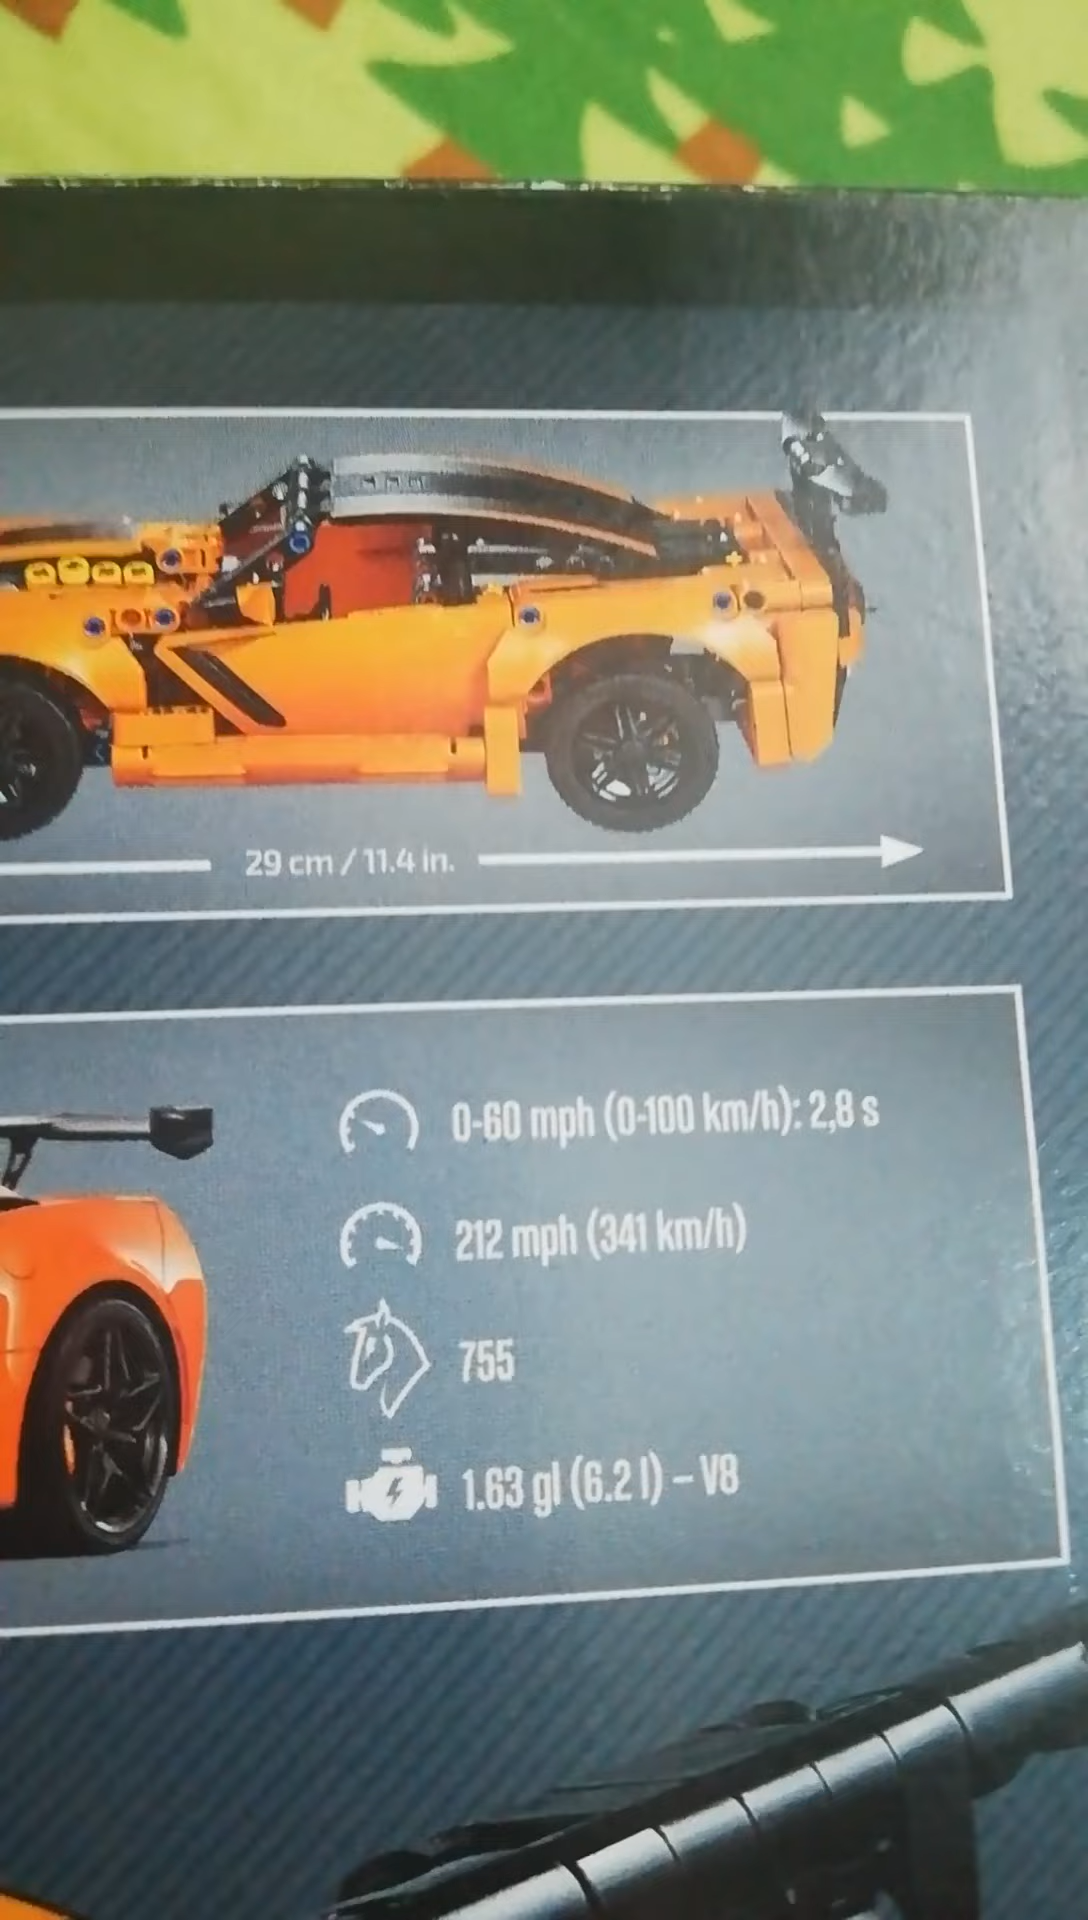 29 cm / 11.4 in.
0-60 mph (0-100 km/h): 2,8 s
212 mph (341 km/h)
755
1.63 gl (6.2 l) – V8